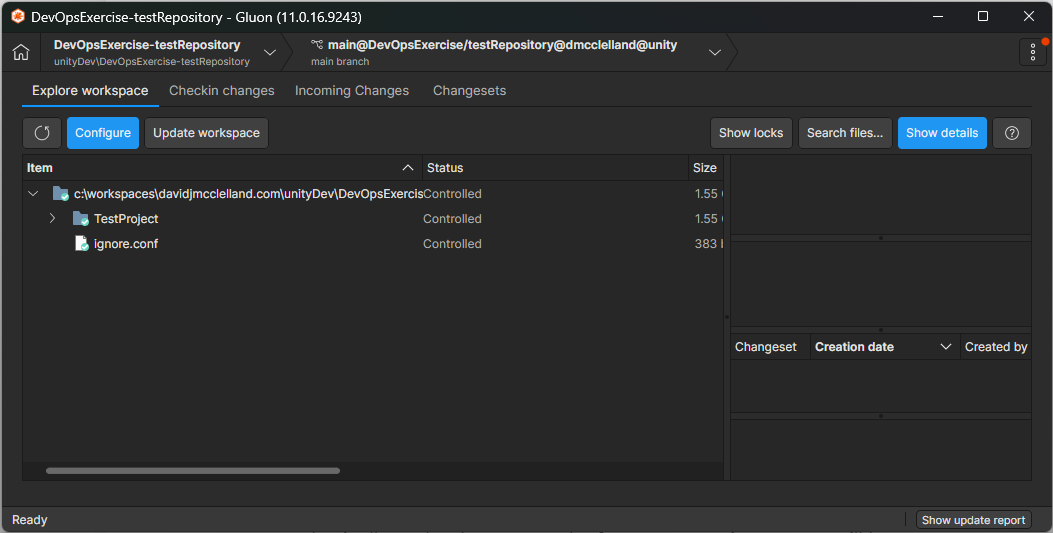 DevOpsExercise-testRepository - Gluon (11.0.16.9243)
DevOpsExercise-testRepository
unityDev\DevOpsExercise-testRepository
main@DevOpsExercise/testRepository@dmcclelland@unity
main branch
Explore workspace Checkin changes Incoming Changes Changesets
Configure Update workspace Show locks Search files... Show details
Item Status Size
c:\workspaces\davidjmcclelland.com\unityDev\DevOpsExercis Controlled 1.55
TestProject Controlled 1.55
ignore.conf Controlled 383
Changeset Creation date Created by
Ready Show update report